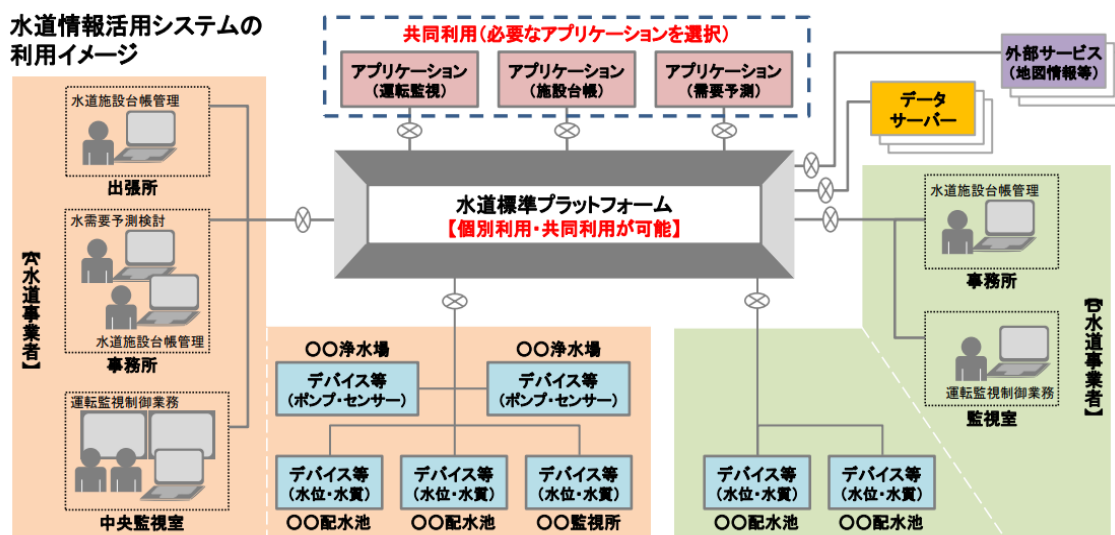 水道情報活用システムの
利用イメージ
共同利用(必要なアプリケーションを選択)
アプリケーション
(運転監視)
アプリケーション
(施設台帳)
アプリケーション
(需要予測)
外部サービス
(地図情報等)
データ
サーバー
水道標準プラットフォーム
【個別利用・共同利用が可能】
【A水道事業者】
水道施設台帳管理
出張所
水需要予測検討
水道施設台帳管理
事務所
運転監視制御業務
中央監視室
〇〇浄水場
デバイス等
(ポンプ・センサー)
〇〇浄水場
デバイス等
(ポンプ・センサー)
デバイス等
(水位・水質)
〇〇配水池
デバイス等
(水位・水質)
〇〇配水池
デバイス等
(水位・水質)
〇〇監視所
デバイス等
(水位・水質)
〇〇配水池
デバイス等
(水位・水質)
〇〇配水池
水道施設台帳管理
事務所
運転監視制御業務
監視室
【B水道事業者】